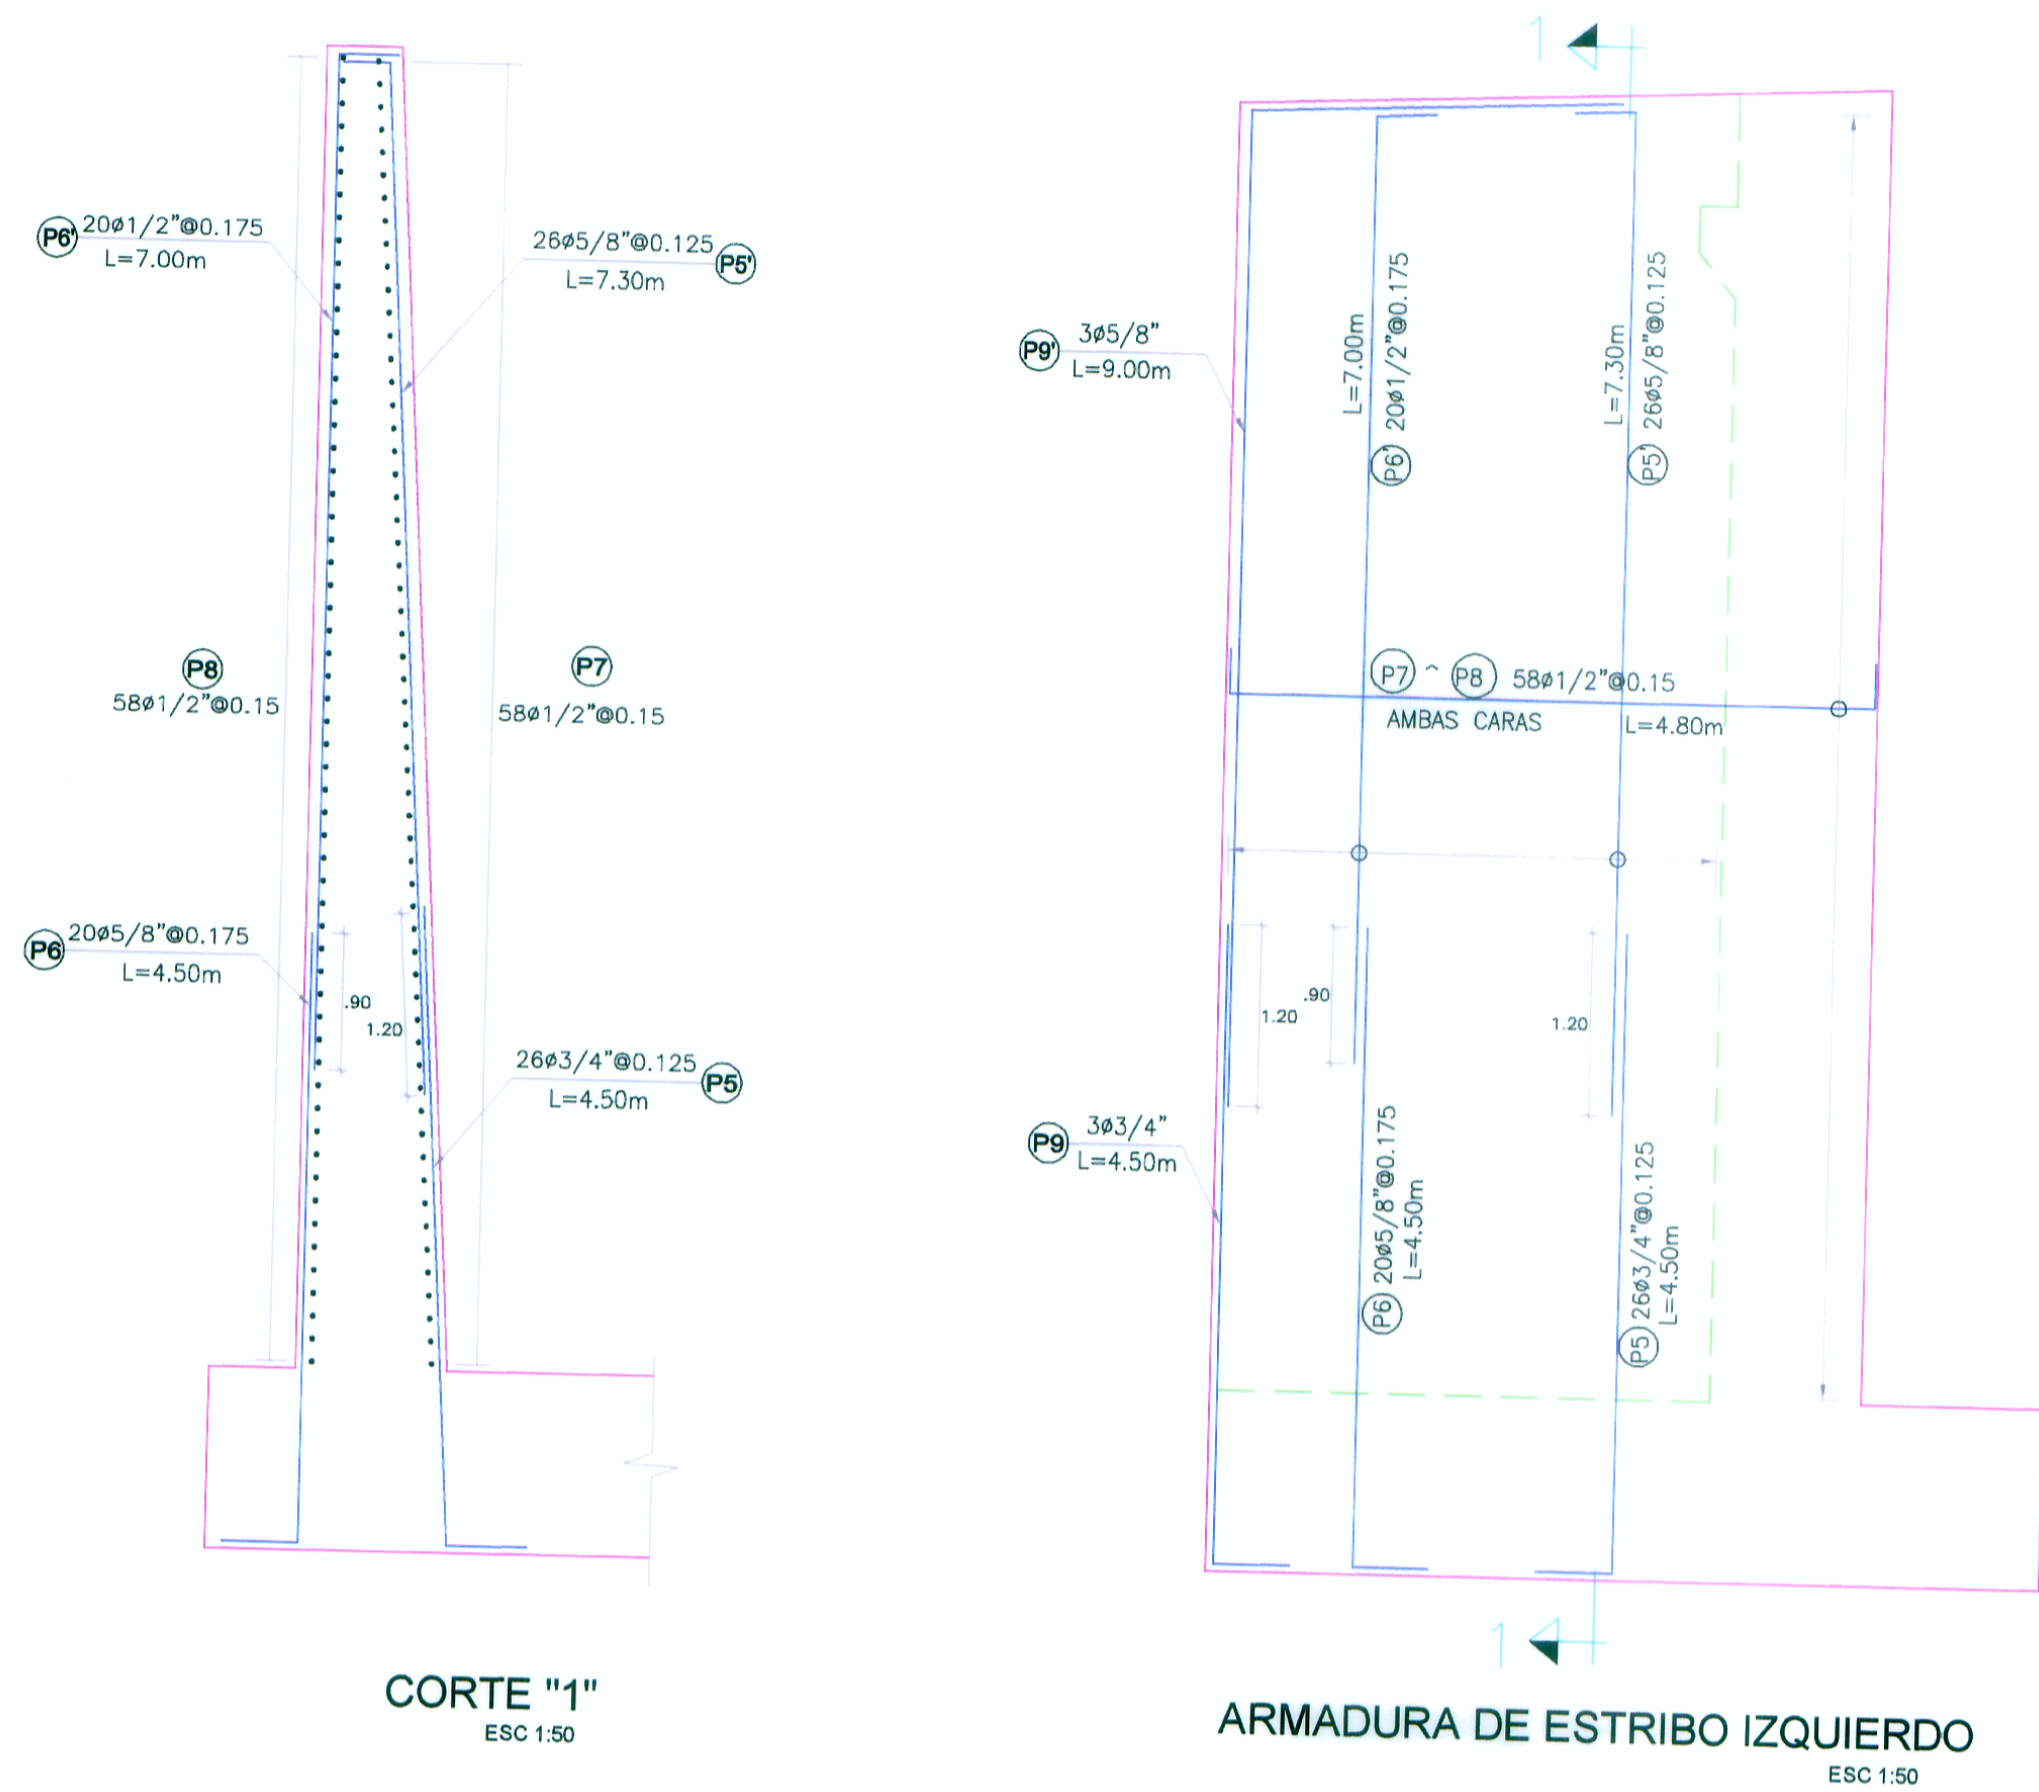 P6'
20ø1/2"@0.175
L=7.00m
26ø5/8"@0.125
L=7.30m
P5'
P8
58ø1/2"@0.15
P7
58ø1/2"@0.15
P6
20ø5/8"@0.175
L=4.50m
.90
1.20
26ø3/4"@0.125
L=4.50m
P5
CORTE "1"
ESC 1:50
1
P9'
3ø5/8"
L=9.00m
L=7.00m
P6' 20ø1/2"@0.175
L=7.30m
P5' 26ø5/8"@0.125
P7 ^ P8 58ø1/2"@0.15
AMBAS CARAS
L=4.80m
1.20
.90
1.20
P9
3ø3/4"
L=4.50m
P6 20ø5/8"@0.175
L=4.50m
P5 26ø3/4"@0.125
L=4.50m
1
ARMADURA DE ESTRIBO IZQUIERDO
ESC 1:50